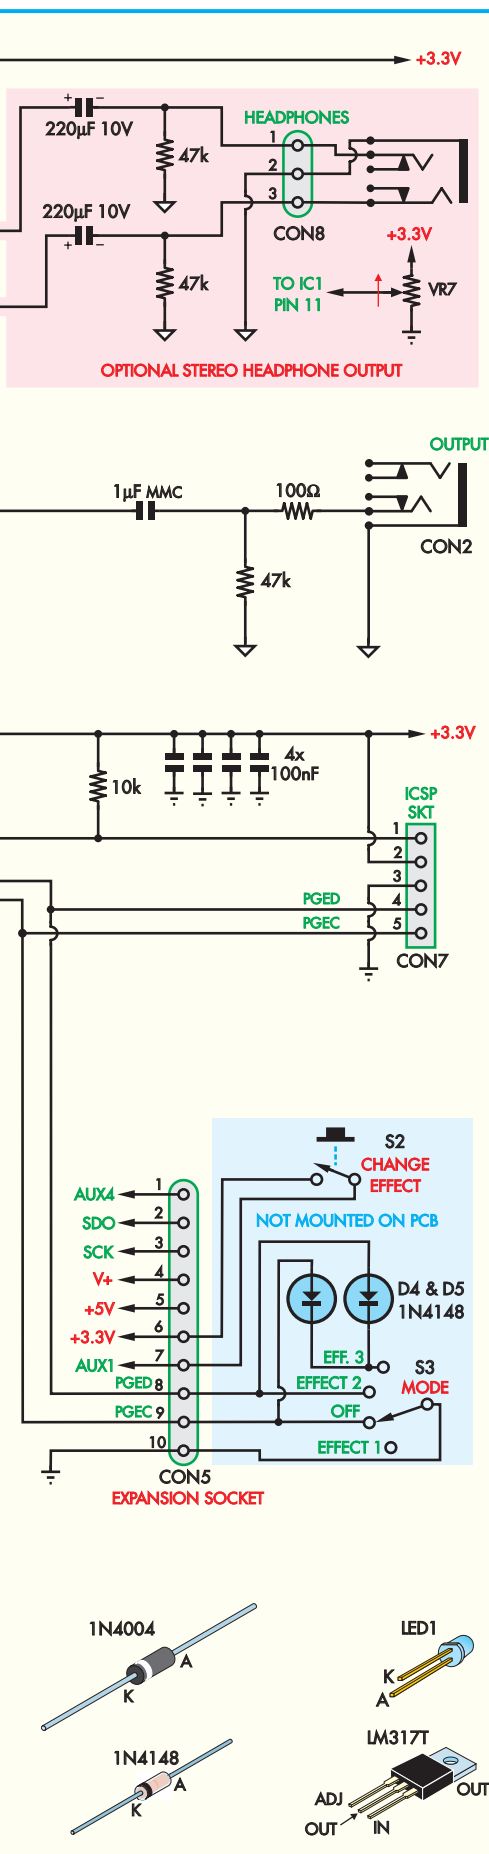 +3.3V
+ −
220µF 10V
47k
HEADPHONES
1
2
3
CON8
220µF 10V
+ −
47k
+3.3V
TO IC1
PIN 11
VR7
OPTIONAL STEREO HEADPHONE OUTPUT
OUTPUT
1µF MMC
100Ω
CON2
47k
+3.3V
4x
100nF
10k
ICSP
SKT
1
2
3
PGED 4
PGEC 5
CON7
S2
CHANGE
EFFECT
NOT MOUNTED ON PCB
AUX4 1
SDO 2
SCK 3
V+ 4
+5V 5
+3.3V 6
AUX1 7
PGED 8
PGEC 9
10
D4 & D5
1N4148
EFF. 3
EFFECT 2
OFF
EFFECT 1
S3
MODE
CON5
EXPANSION SOCKET
1N4004
A
K
LED1
K
A
1N4148
A
K
LM317T
OUT
ADJ
OUT
IN